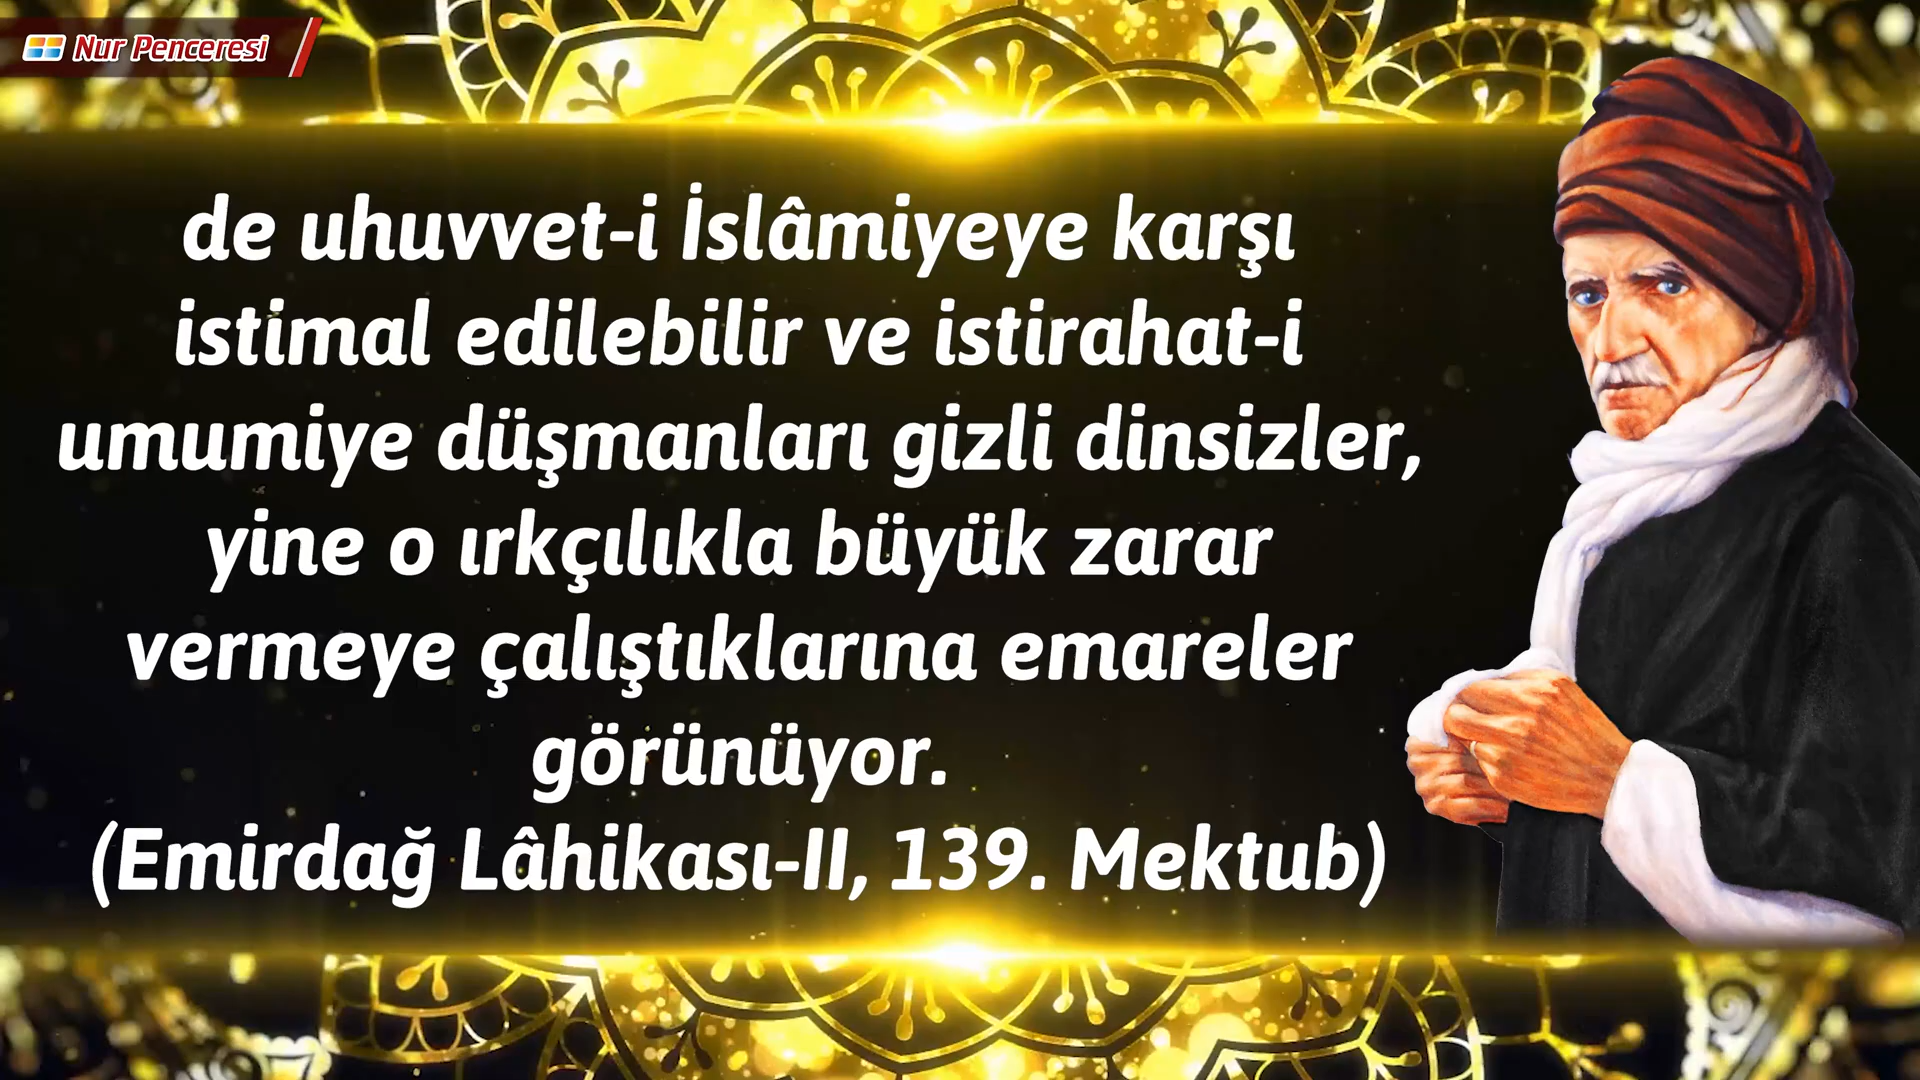 Nur Penceresi
de uhuvvet-i İslâmiyeye karşı
istimal edilebilir ve istirahat-i
umumiye düşmanları gizli dinsizler,
yine o ırkçılıkla büyük zarar
vermeye çalıştıklarına emareler
görünüyor.
(Emirdağ Lâhikası-II, 139. Mektub)